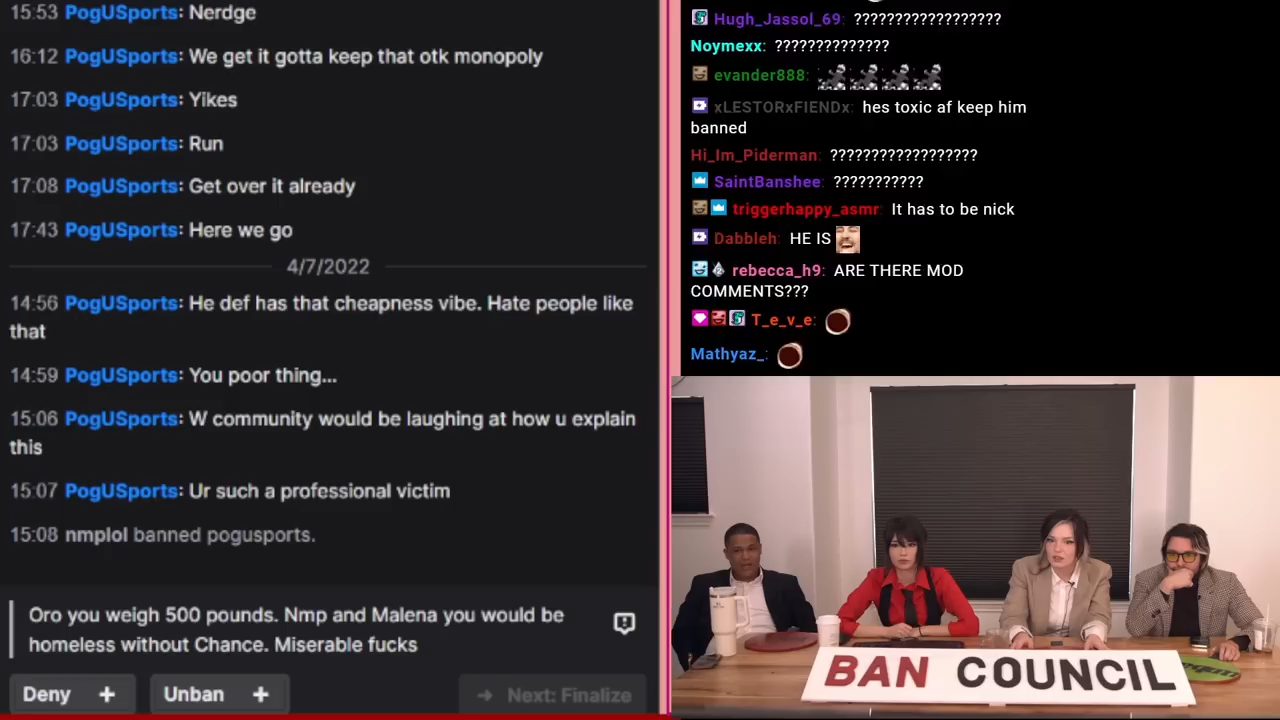 15:53 PogUSports: Nerdge
16:12 PogUSports: We get it gotta keep that otk monopoly
17:03 PogUSports: Yikes
17:03 PogUSports: Run
17:08 PogUSports: Get over it already
17:43 PogUSports: Here we go
4/7/2022
14:56 PogUSports: He def has that cheapness vibe. Hate people like
that
14:59 PogUSports: You poor thing...
15:06 PogUSports: W community would be laughing at how u explain
this
15:07 PogUSports: Ur such a professional victim
15:08 nmplol banned pogusports.
Oro you weigh 500 pounds. Nmp and Malena you would be
homeless without Chance. Miserable fucks
Deny +
Unban +
→ Next: Finalize
Hugh_Jassol_69: ??????????????????
Noymexx: ??????????????
evander888:
xLESTORxFIENDx: hes toxic af keep him
banned
Hi_Im_Piderman: ??????????????????
SaintBanshee: ???????????
triggerhappy_asmr: It has to be nick
Dabbleh: HE IS
rebecca_h9: ARE THERE MOD
COMMENTS???
T_e_v_e:
Mathyaz_:
BAN COUNCIL